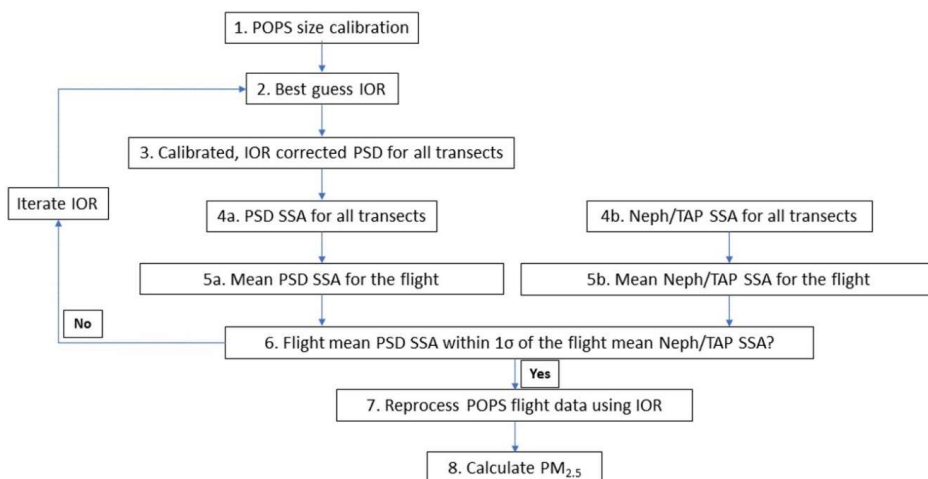 1. POPS size calibration
2. Best guess IOR
3. Calibrated, IOR corrected PSD for all transects
Iterate IOR
4a. PSD SSA for all transects
4b. Neph/TAP SSA for all transects
5a. Mean PSD SSA for the flight
5b. Mean Neph/TAP SSA for the flight
No
6. Flight mean PSD SSA within 1σ of the flight mean Neph/TAP SSA?
Yes
7. Reprocess POPS flight data using IOR
8. Calculate PM2.5